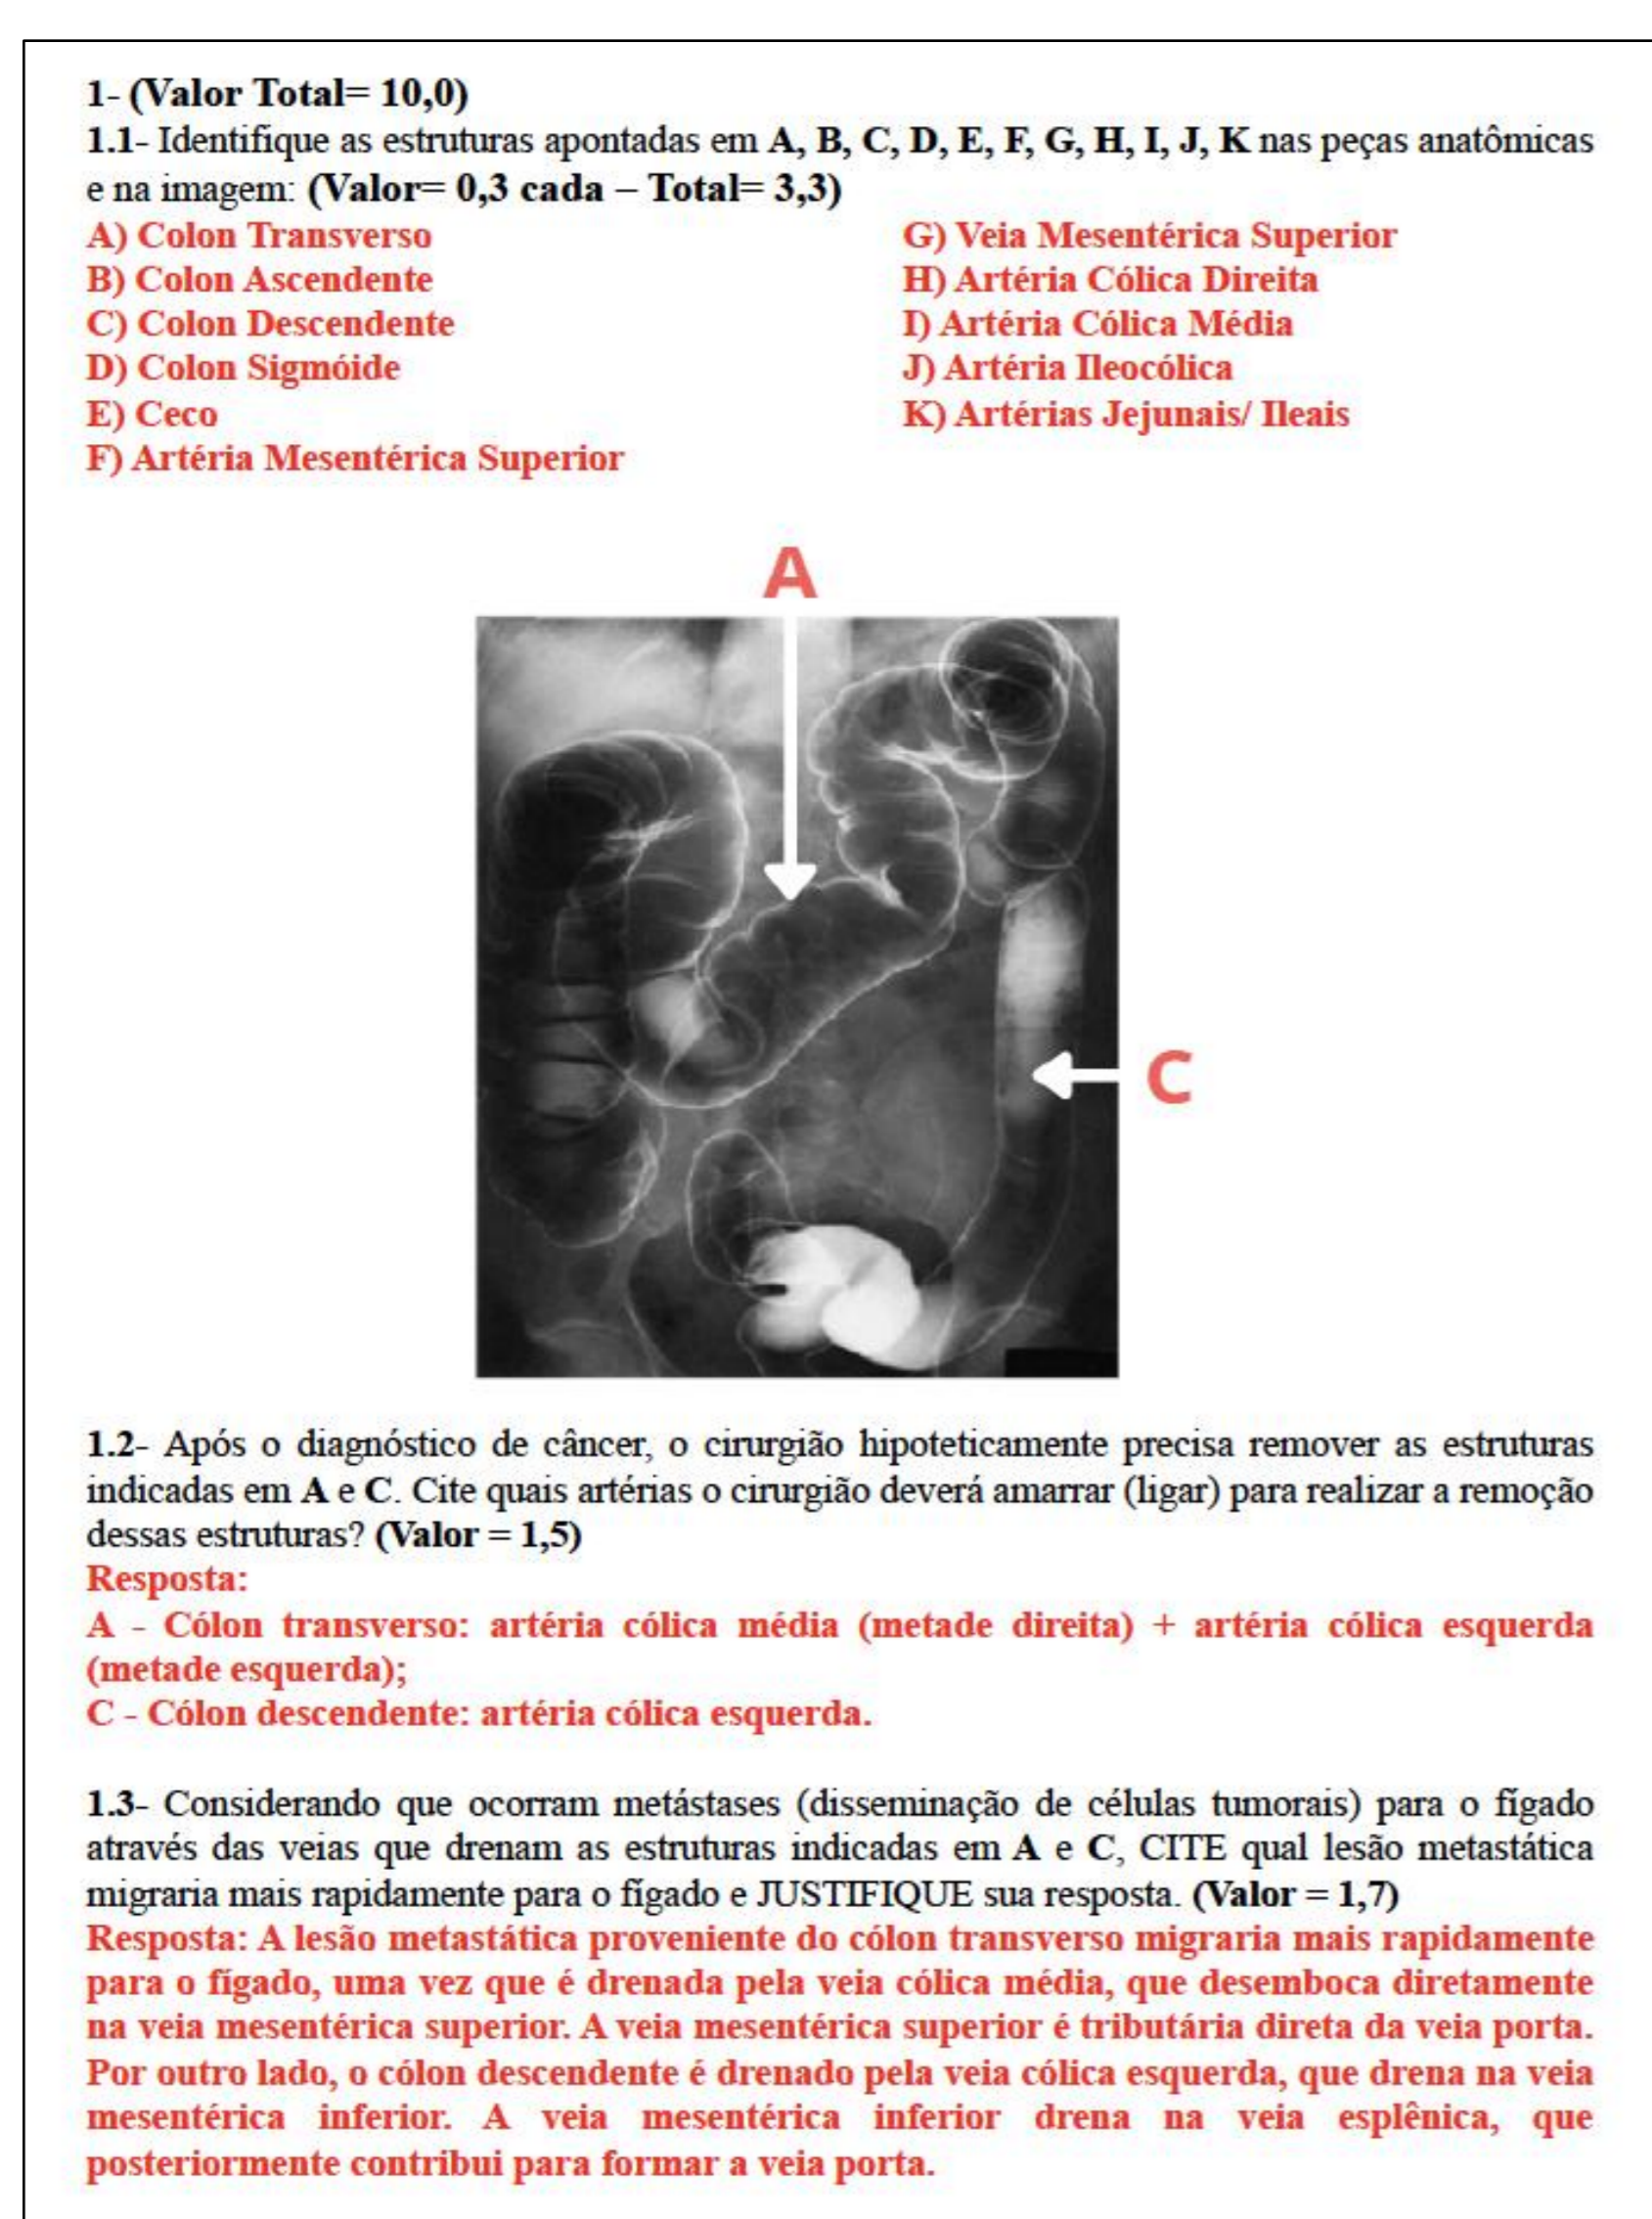 1- (Valor Total= 10,0)
1.1- Identifique as estruturas apontadas em A, B, C, D, E, F, G, H, I, J, K nas peças anatômicas
e na imagem: (Valor= 0,3 cada – Total= 3,3)
A) Colon Transverso
B) Colon Ascendente
C) Colon Descendente
D) Colon Sigmóide
E) Ceco
F) Artéria Mesentérica Superior
G) Veia Mesentérica Superior
H) Artéria Cólica Direita
I) Artéria Cólica Média
J) Artéria Ileocólica
K) Artérias Jejunais/ Ileais
A
C
1.2- Após o diagnóstico de câncer, o cirurgião hipoteticamente precisa remover as estruturas
indicadas em A e C. Cite quais artérias o cirurgião deverá amarrar (ligar) para realizar a remoção
dessas estruturas? (Valor = 1,5)
Resposta:
A - Cólon transverso: artéria cólica média (metade direita) + artéria cólica esquerda
(metade esquerda);
C - Cólon descendente: artéria cólica esquerda.
1.3- Considerando que ocorram metástases (disseminação de células tumorais) para o fígado
através das veias que drenam as estruturas indicadas em A e C, CITE qual lesão metastática
migraria mais rapidamente para o fígado e JUSTIFIQUE sua resposta. (Valor = 1,7)
Resposta: A lesão metastática proveniente do cólon transverso migraria mais rapidamente
para o fígado, uma vez que é drenada pela veia cólica média, que desemboca diretamente
na veia mesentérica superior. A veia mesentérica superior é tributária direta da veia porta.
Por outro lado, o cólon descendente é drenado pela veia cólica esquerda, que drena na veia
mesentérica inferior. A veia mesentérica inferior drena na veia esplênica, que
posteriormente contribui para formar a veia porta.